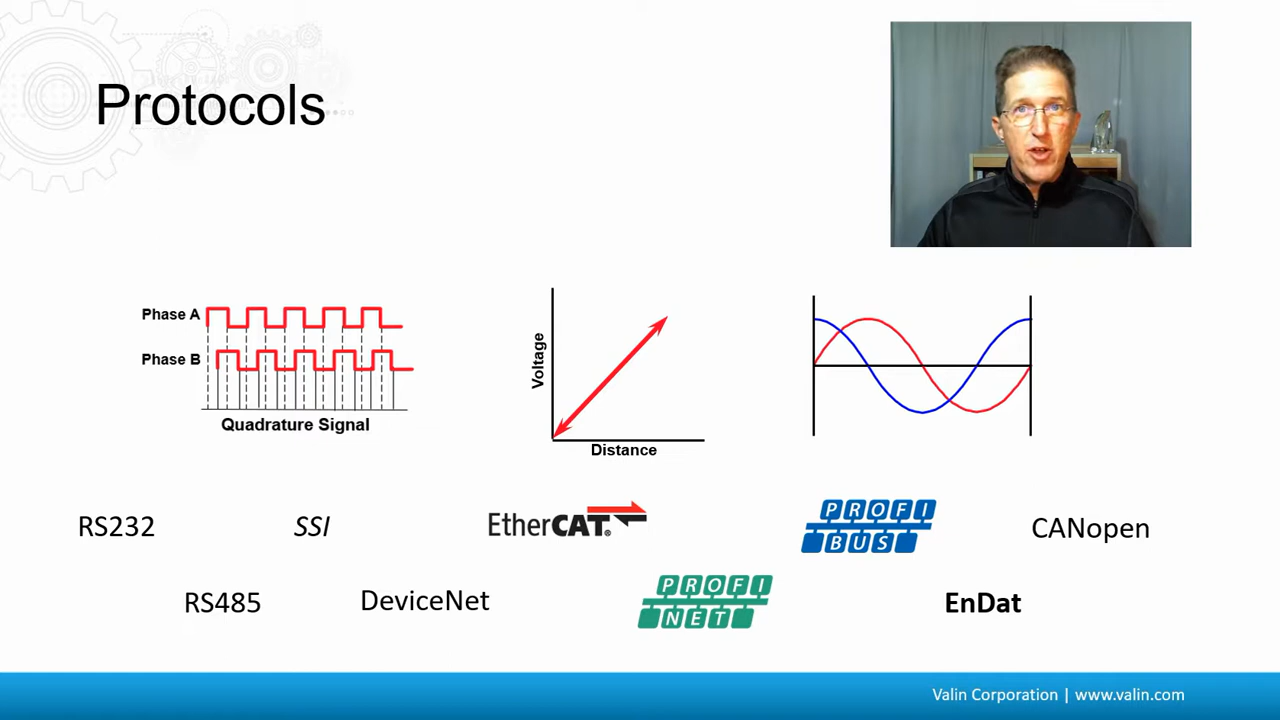 Protocols
Phase A
Phase B
Quadrature Signal
Voltage
Distance
RS232
SSI
EtherCAT®
PROFI
BUS
CANopen
RS485
DeviceNet
PROFI
NET
EnDat
Valin Corporation | www.valin.com